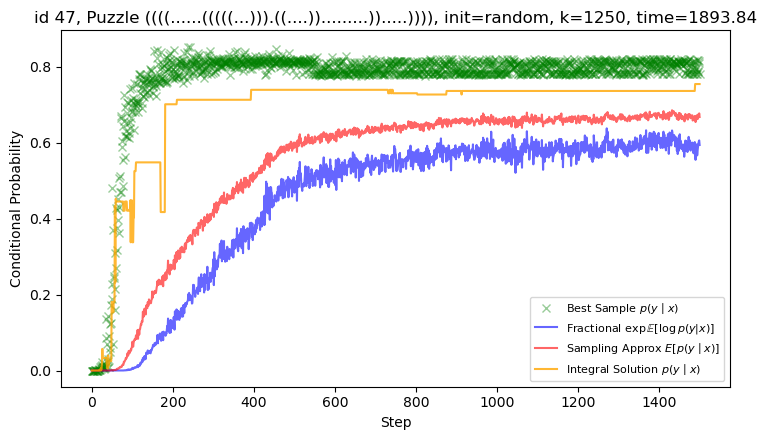 id 47, Puzzle ((((......(((((...))).((....)).........)).....)))), init=random, k=1250, time=1893.84
Conditional Probability
0.8
0.6
0.4
0.2
0.0
0 200 400 600 800 1000 1200 1400
Step
Best Sample p(y | x)
Fractional exp 𝔼[log p(y|x)]
Sampling Approx E[p(y | x)]
Integral Solution p(y | x)